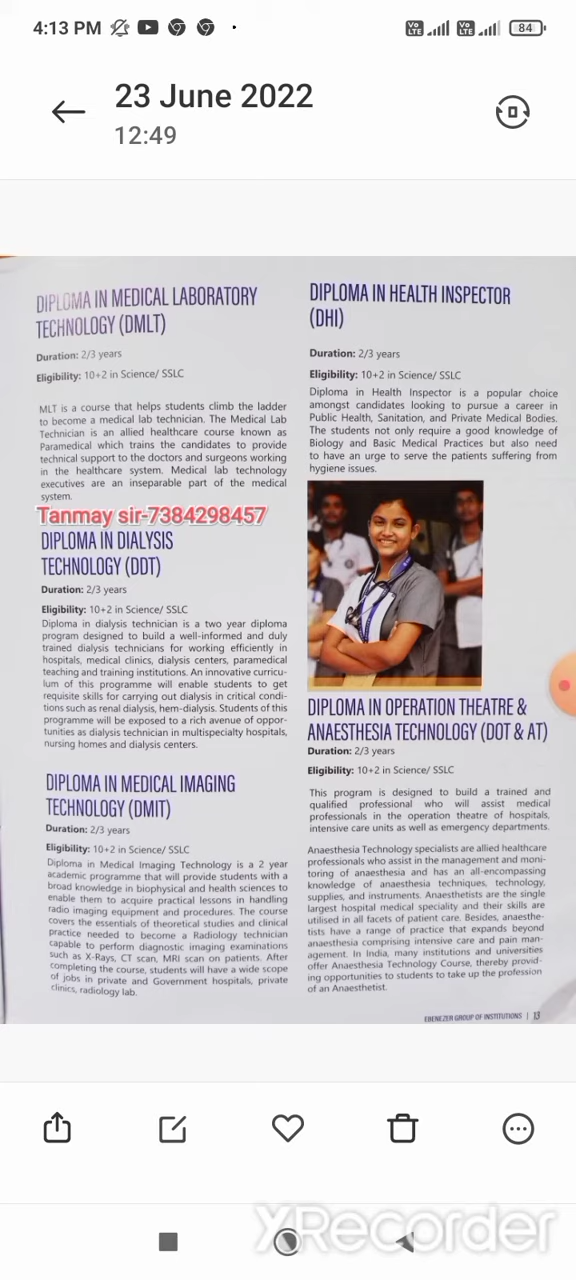 4:13 PM
84
23 June 2022
12:49
DIPLOMA IN MEDICAL LABORATORY
TECHNOLOGY (DMLT)
Duration: 2/3 years
Eligibility: 10+2 in Science/ SSLC
MLT is a course that helps students climb the ladder
to become a medical lab technician. The Medical Lab
Technician is an allied healthcare course known as
Paramedical which trains the candidates to provide
technical support to the doctors and surgeons working
in the healthcare system. Medical lab technology
executives are an inseparable part of the medical
system.
Tanmay sir-7384298457
DIPLOMA IN DIALYSIS
TECHNOLOGY (DDT)
Duration: 2/3 years
Eligibility: 10+2 in Science/ SSLC
Diploma in dialysis technician is a two year diploma
program designed to build a well-informed and duly
trained dialysis technicians for working efficiently in
hospitals, medical clinics, dialysis centers, paramedical
teaching and training institutions. An innovative curricu-
lum of this programme will enable students to get
requisite skills for carrying out dialysis in critical condi-
tions such as renal dialysis, hem-dialysis. Students of this
programme will be exposed to a rich avenue of oppor-
tunities as dialysis technician in multispecialty hospitals,
nursing homes and dialysis centers.
DIPLOMA IN MEDICAL IMAGING
TECHNOLOGY (DMIT)
Duration: 2/3 years
Eligibility: 10+2 in Science/ SSLC
Diploma in Medical Imaging Technology is a 2 year
academic programme that will provide students with a
broad knowledge in biophysical and health sciences to
enable them to acquire practical lessons in handling
radio imaging equipment and procedures. The course
covers the essentials of theoretical studies and clinical
practice needed to become a Radiology technician
capable to perform diagnostic imaging examinations
such as X-Rays, CT scan, MRI scan on patients. After
completing the course, students will have a wide scope
of jobs in private and Government hospitals, private
clinics, radiology lab.
DIPLOMA IN HEALTH INSPECTOR
(DHI)
Duration: 2/3 years
Eligibility: 10+2 in Science/ SSLC
Diploma in Health Inspector is a popular choice
amongst candidates looking to pursue a career in
Public Health, Sanitation, and Private Medical Bodies.
The students not only require a good knowledge of
Biology and Basic Medical Practices but also need
to have an urge to serve the patients suffering from
hygiene issues.
DIPLOMA IN OPERATION THEATRE &
ANAESTHESIA TECHNOLOGY (DOT & AT)
Duration: 2/3 years
Eligibility: 10+2 in Science/ SSLC
This program is designed to build a trained and
qualified professional who will assist medical
professionals in the operation theatre of hospitals,
intensive care units as well as emergency departments.
Anaesthesia Technology specialists are allied healthcare
professionals who assist in the management and moni-
toring of anaesthesia and has an all-encompassing
knowledge of anaesthesia techniques, technology,
supplies, and instruments. Anaesthetists are the single
largest hospital medical speciality and their skills are
utilised in all facets of patient care. Besides, anaesthe-
tists have a range of practice that expands beyond
anaesthesia comprising intensive care and pain man-
agement. In India, many institutions and universities
offer Anaesthesia Technology Course, thereby provid-
ing opportunities to students to take up the profession
of an Anaesthetist.
EBENEZER GROUP OF INSTITUTIONS | 13
XRecorder